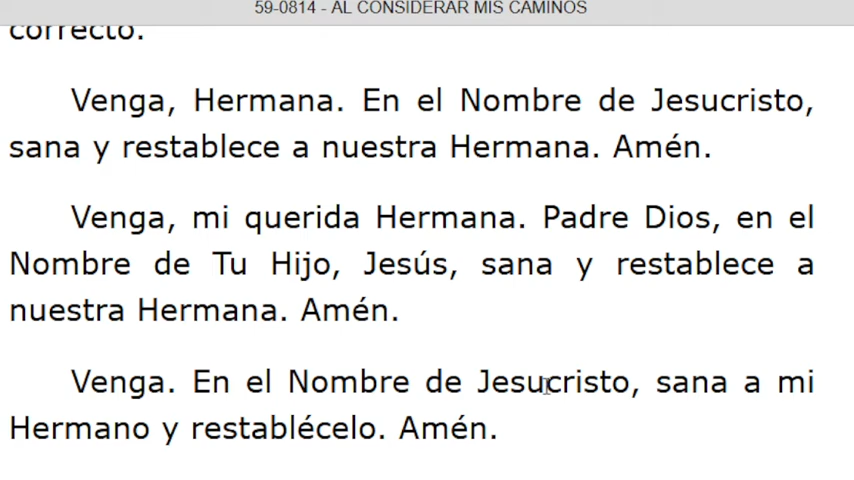 59-0814 - AL CONSIDERAR MIS CAMINOS
correcto.
Venga, Hermana. En el Nombre de Jesucristo,
sana y restablece a nuestra Hermana. Amén.
Venga, mi querida Hermana. Padre Dios, en el
Nombre de Tu Hijo, Jesús, sana y restablece a
nuestra Hermana. Amén.
Venga. En el Nombre de Jesucristo, sana a mi
Hermano y restablécelo. Amén.